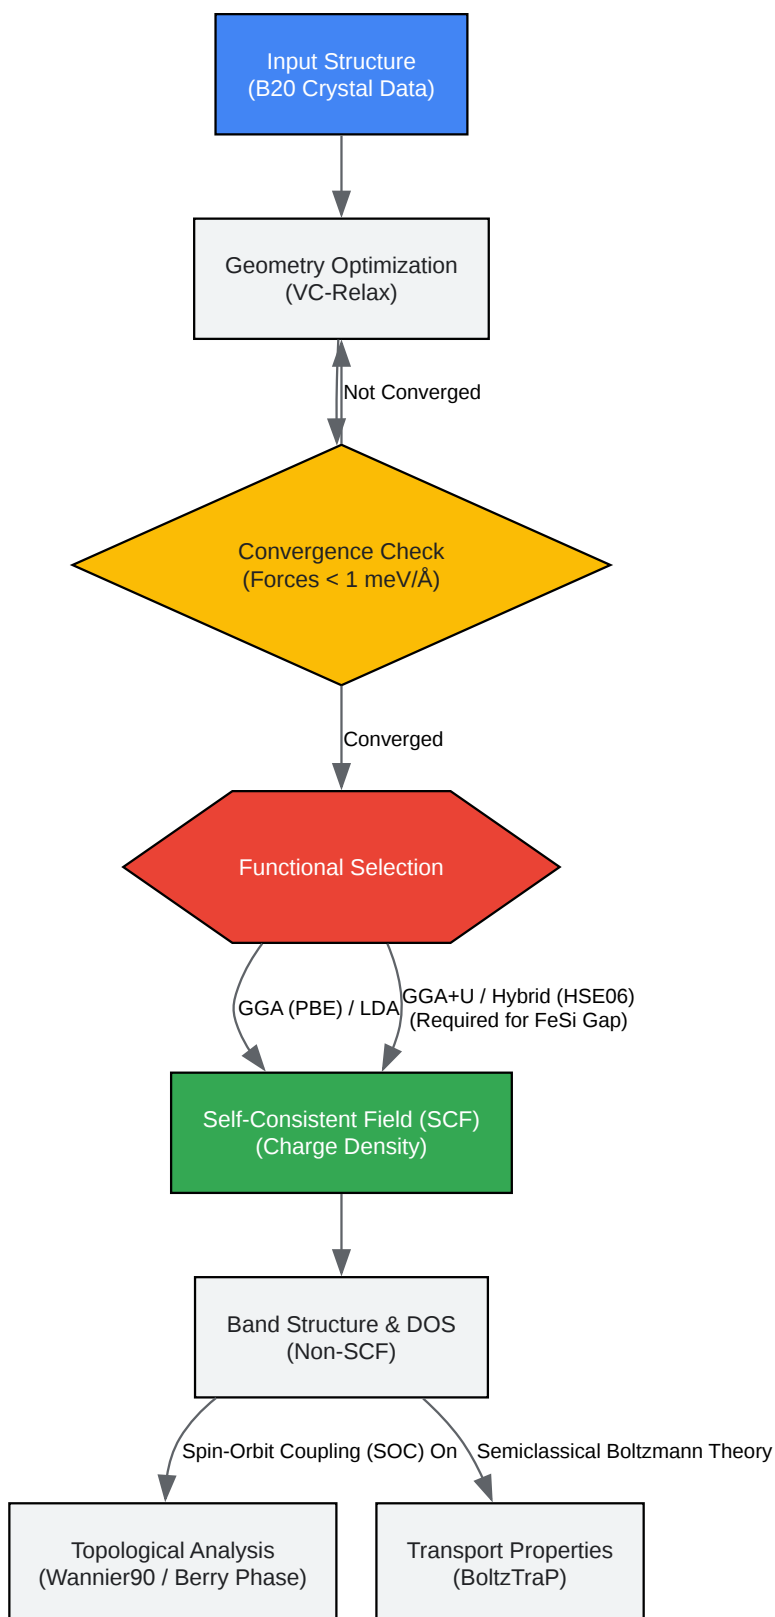 Input Structure
(B20 Crystal Data)
Geometry Optimization
(VC-Relax)
Not Converged
Convergence Check
(Forces < 1 meV/Å)
Converged
Functional Selection
GGA (PBE) / LDA
GGA+U / Hybrid (HSE06)
(Required for FeSi Gap)
Self-Consistent Field (SCF)
(Charge Density)
Band Structure & DOS
(Non-SCF)
Spin-Orbit Coupling (SOC) On
Semiclassical Boltzmann Theory
Topological Analysis
(Wannier90 / Berry Phase)
Transport Properties
(BoltzTraP)